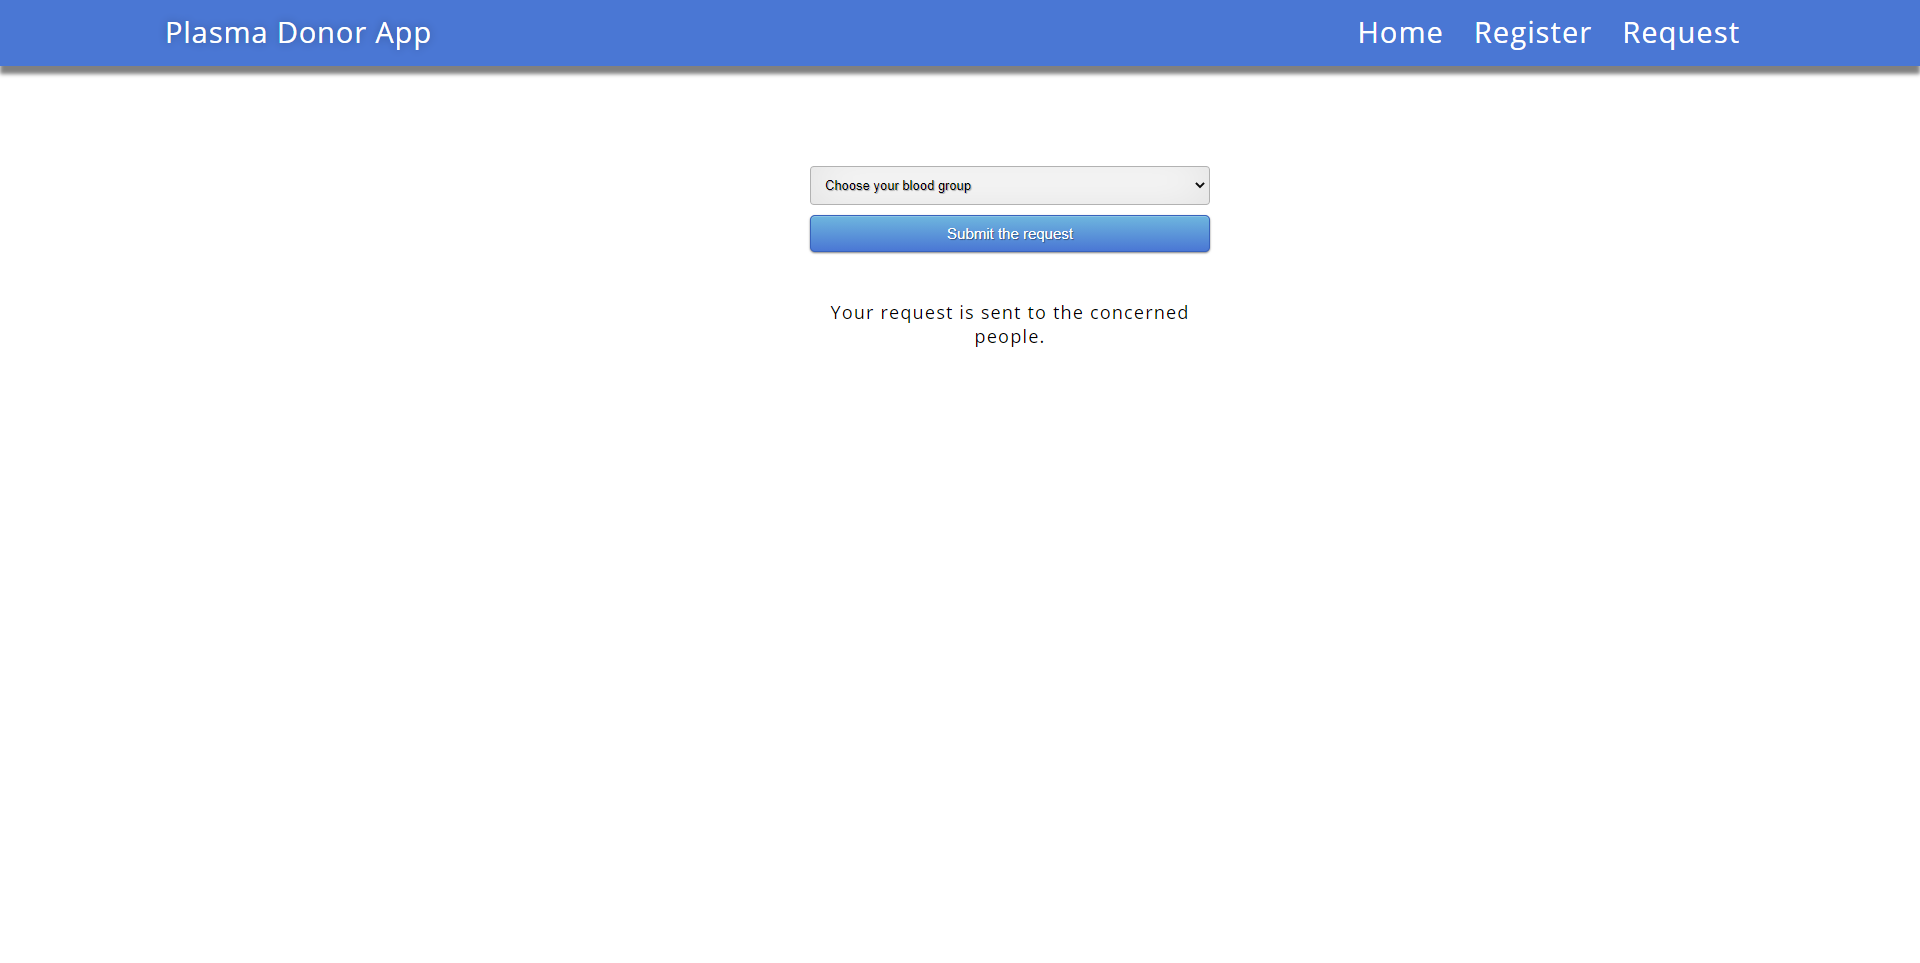 Plasma Donor App Home Register Request
Choose your blood group
Submit the request
Your request is sent to the concerned
people.